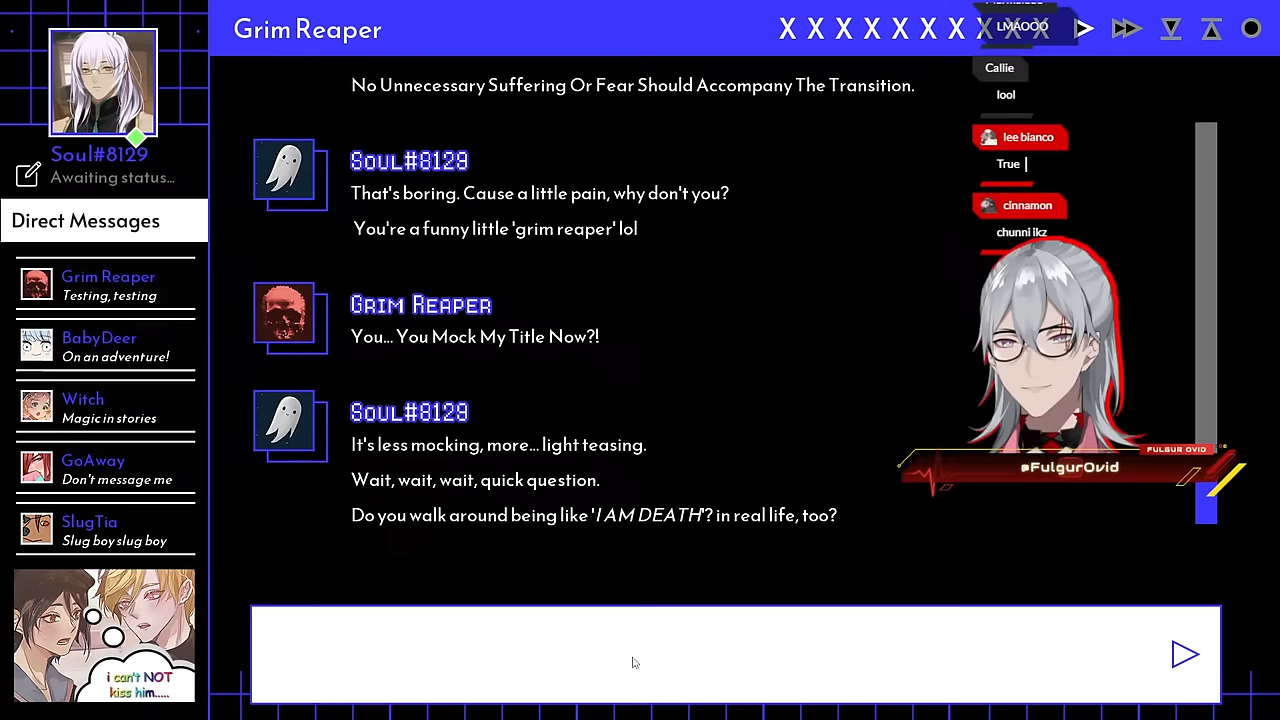 Grim Reaper
X X X X X X X X X X
LMAOOO
Soul#8129
Awaiting status...
Direct Messages
Grim Reaper
Testing, testing
BabyDeer
On an adventure!
Witch
Magic in stories
GoAway
Don't message me
SlugTia
Slug boy slug boy
i can't NOT
kiss him.....
No Unnecessary Suffering Or Fear Should Accompany The Transition.
Soul#8129
That's boring. Cause a little pain, why don't you?
You're a funny little 'grim reaper' lol
Grim Reaper
You... You Mock My Title Now?!
Soul#8129
It's less mocking, more... light teasing.
Wait, wait, wait, quick question.
Do you walk around being like 'I AM DEATH'? in real life, too?
Callie
lool
lee bianco
True |
cinnamon
chunni ikz
FULGUR OVID
@FulgurOvid